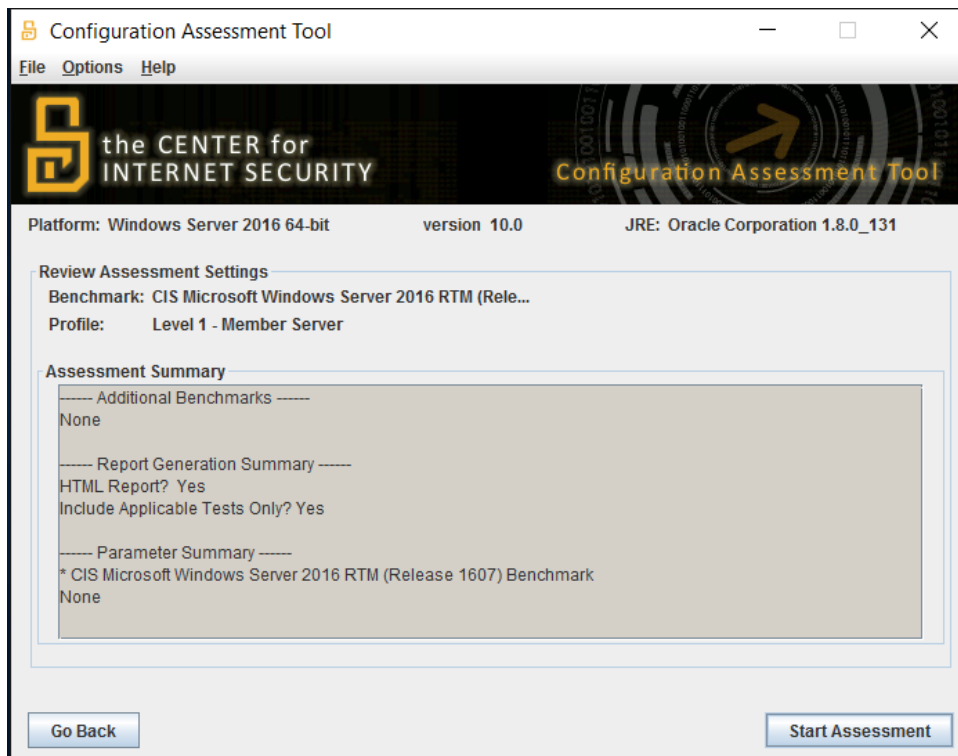 Configuration Assessment Tool
File Options Help
the CENTER for
INTERNET SECURITY
Configuration Assessment Tool
Platform: Windows Server 2016 64-bit version 10.0 JRE: Oracle Corporation 1.8.0_131
Review Assessment Settings
Benchmark: CIS Microsoft Windows Server 2016 RTM (Rele...
Profile: Level 1 - Member Server
Assessment Summary
------ Additional Benchmarks ------
None
------ Report Generation Summary ------
HTML Report? Yes
Include Applicable Tests Only? Yes
------ Parameter Summary ------
* CIS Microsoft Windows Server 2016 RTM (Release 1607) Benchmark
None
Go Back Start Assessment